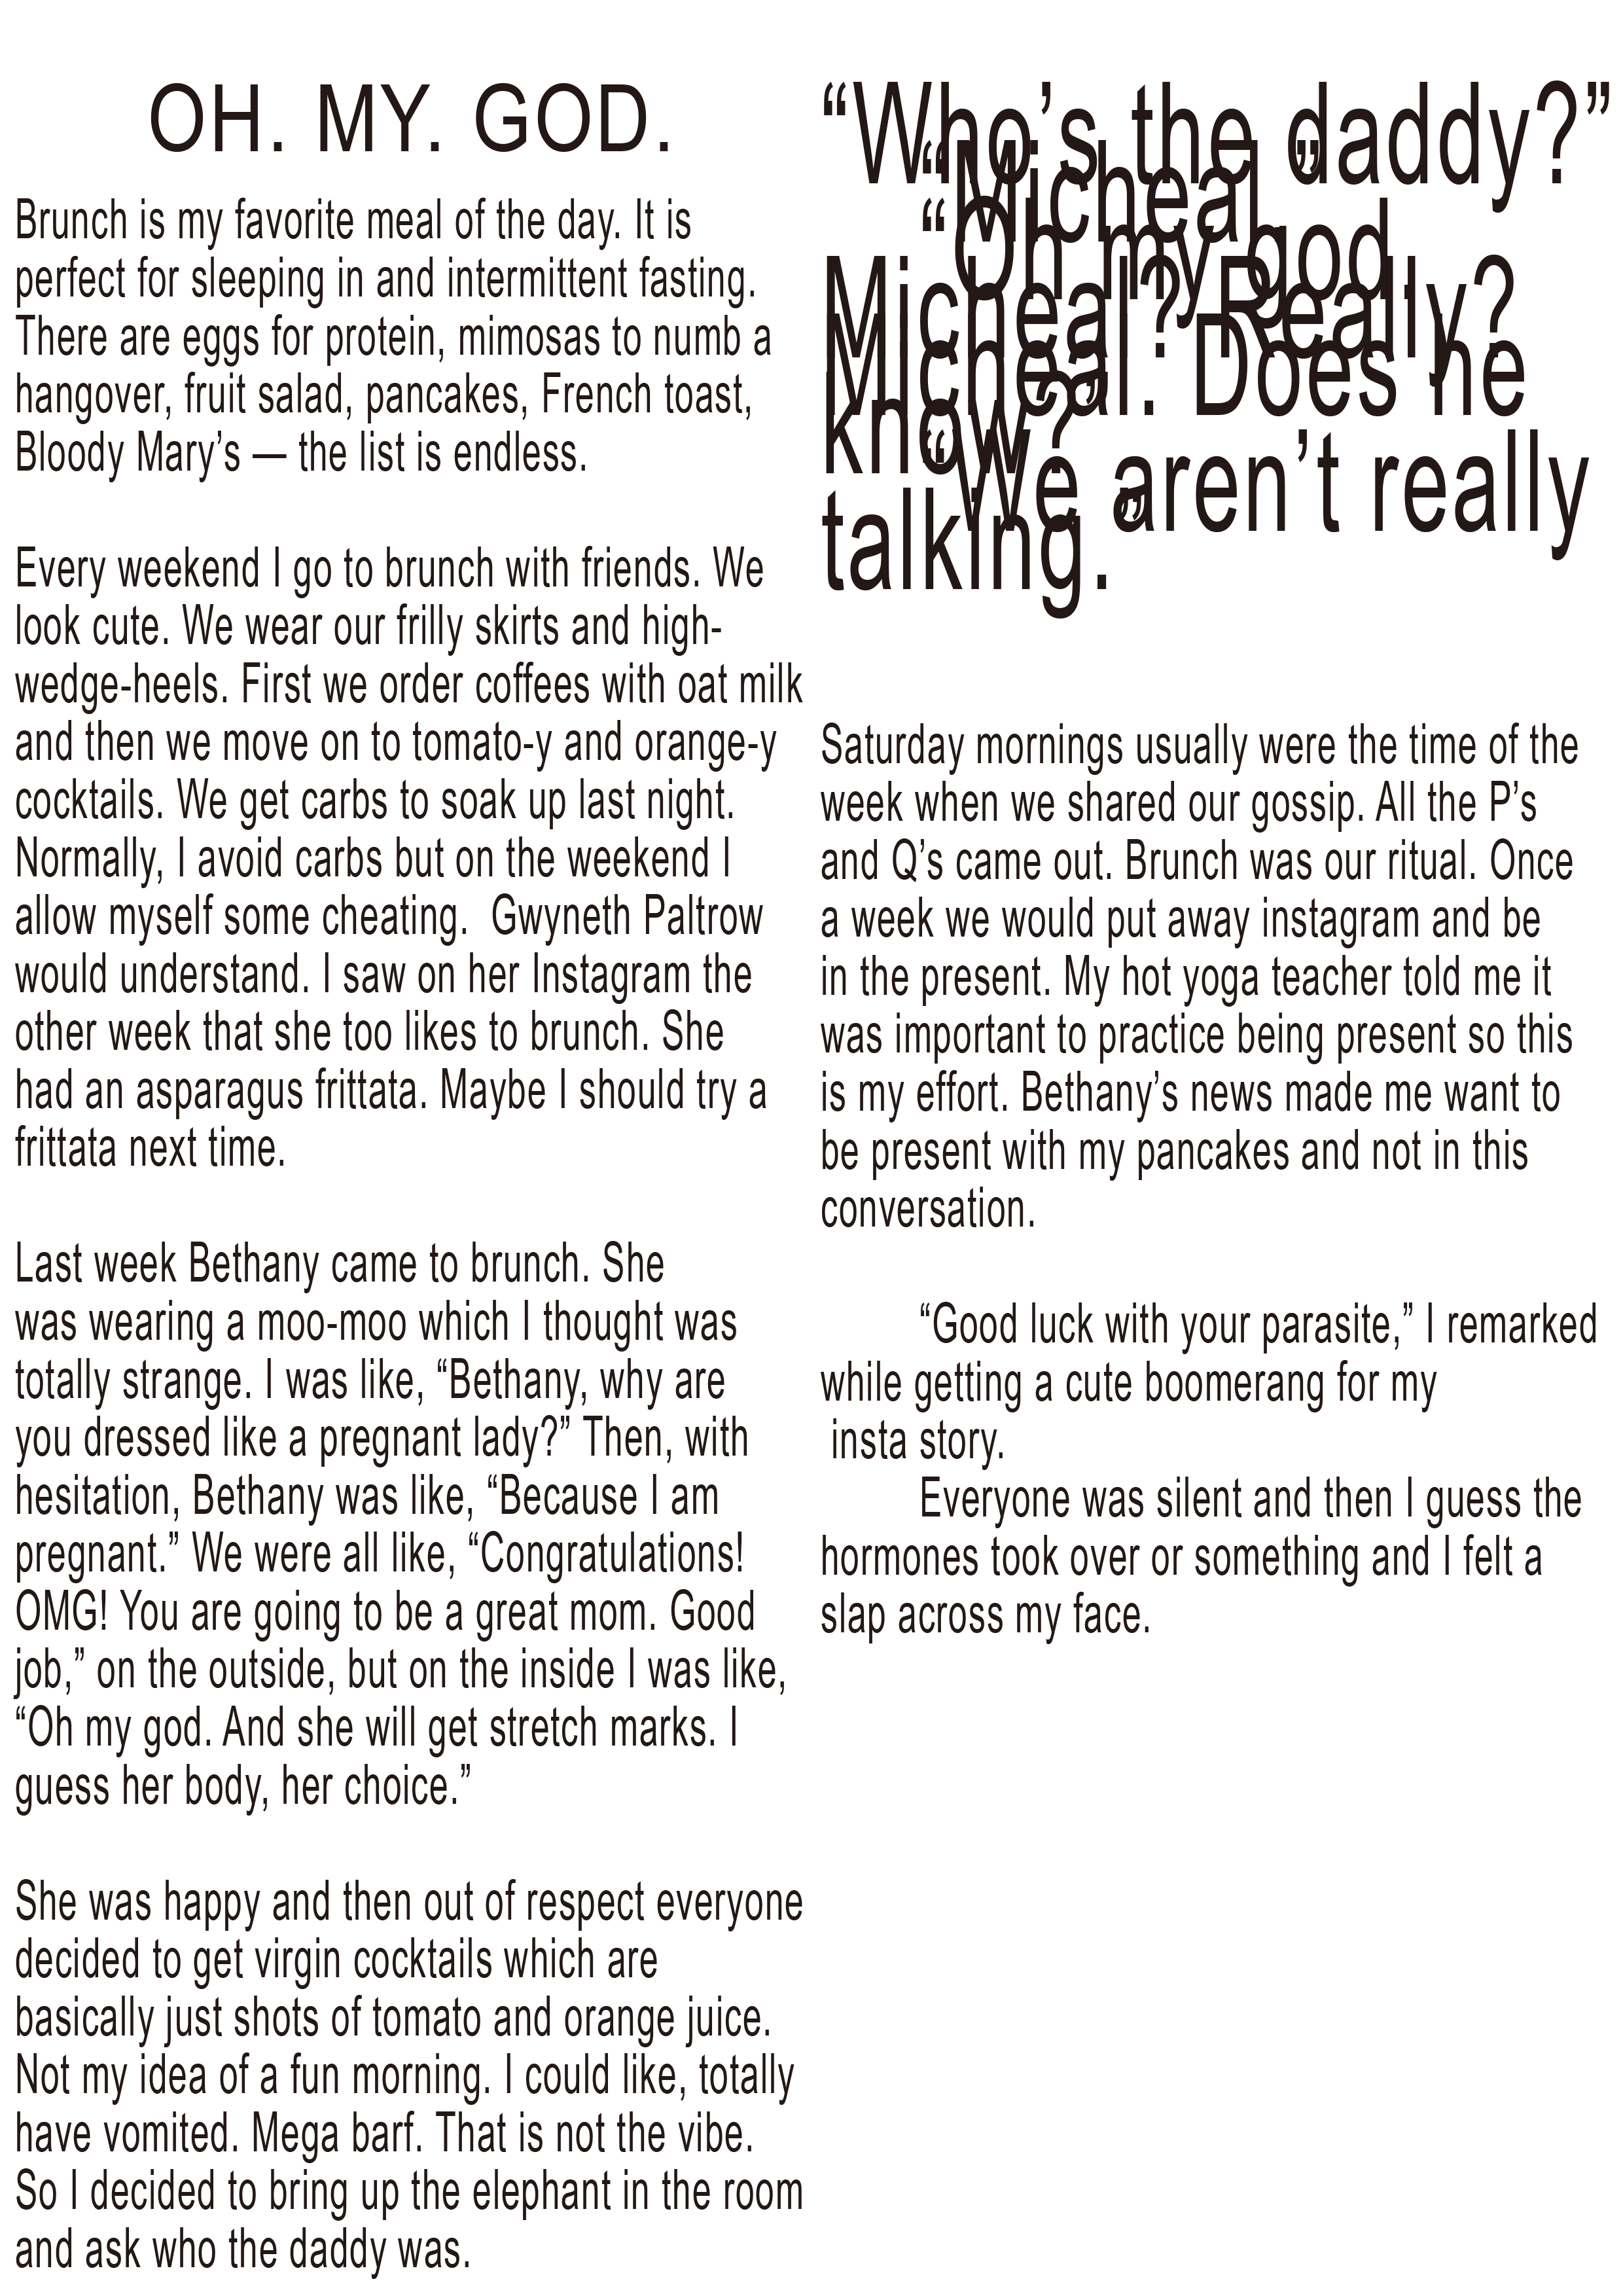 OH. MY. GOD.
Brunch is my favorite meal of the day. It is
perfect for sleeping in and intermittent fasting.
There are eggs for protein, mimosas to numb a
hangover, fruit salad, pancakes, French toast,
Bloody Mary’s — the list is endless.
Every weekend I go to brunch with friends. We
look cute. We wear our frilly skirts and high-
wedge-heels. First we order coffees with oat milk
and then we move on to tomato-y and orange-y
cocktails. We get carbs to soak up last night.
Normally, I avoid carbs but on the weekend I
allow myself some cheating.  Gwyneth Paltrow
would understand. I saw on her Instagram the
other week that she too likes to brunch. She
had an asparagus frittata. Maybe I should try a
frittata next time.
Last week Bethany came to brunch. She
was wearing a moo-moo which I thought was
totally strange. I was like, “Bethany, why are
you dressed like a pregnant lady?” Then, with
hesitation, Bethany was like, “Because I am
pregnant.” We were all like, “Congratulations!
OMG! You are going to be a great mom. Good
job,” on the outside, but on the inside I was like,
“Oh my god. And she will get stretch marks. I
guess her body, her choice.”
She was happy and then out of respect everyone
decided to get virgin cocktails which are
basically just shots of tomato and orange juice.
Not my idea of a fun morning. I could like, totally
have vomited. Mega barf. That is not the vibe.
So I decided to bring up the elephant in the room
and ask who the daddy was.
“Who’s the daddy?”
“Micheal.”
“Oh my god.
Micheal? Really?
Micheal. Does he
know?”
“We aren’t really
talking.”
Saturday mornings usually were the time of the
week when we shared our gossip. All the P’s
and Q’s came out. Brunch was our ritual. Once
a week we would put away instagram and be
in the present. My hot yoga teacher told me it
was important to practice being present so this
is my effort. Bethany’s news made me want to
be present with my pancakes and not in this
conversation.
“Good luck with your parasite,” I remarked
while getting a cute boomerang for my
insta story.
Everyone was silent and then I guess the
hormones took over or something and I felt a
slap across my face.